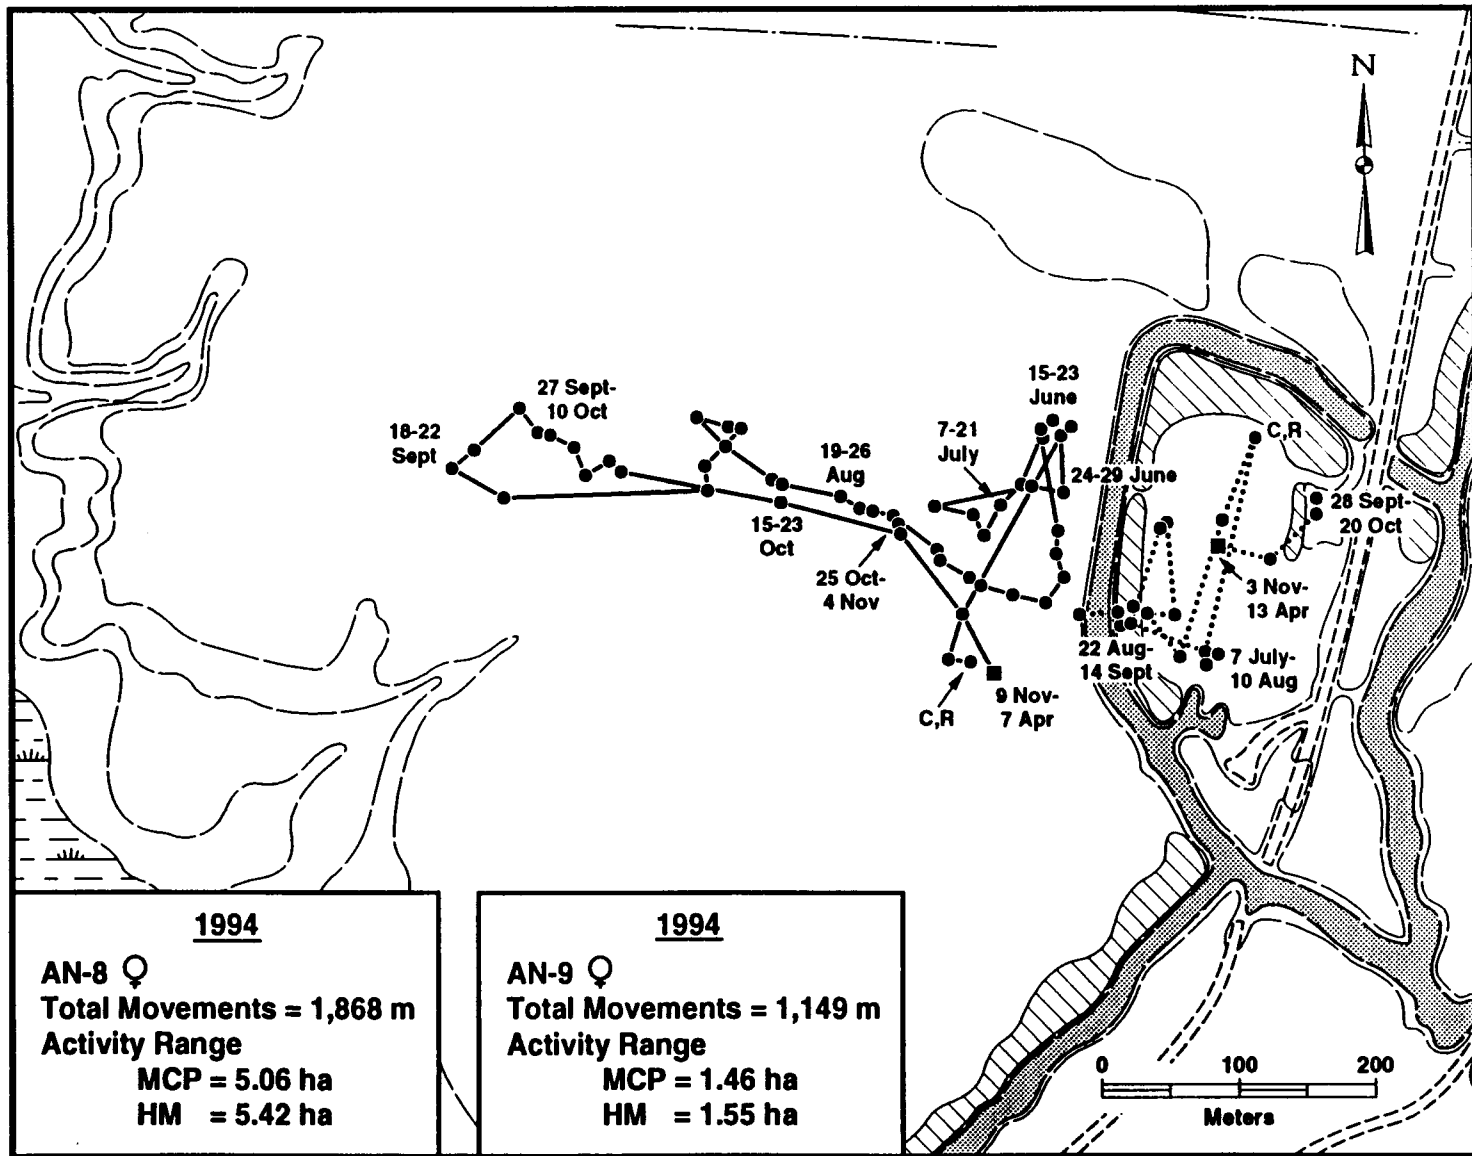 N
15-23
June
27 Sept-
10 Oct
C,R
18-22
Sept
7-21
July
19-26
Aug
24-29 June
28 Sept-
20 Oct
15-23
Oct
25 Oct-
4 Nov
3 Nov-
13 Apr
22 Aug-
14 Sept
7 July-
10 Aug
9 Nov-
7 Apr
C,R
1994
AN-8 ♀
Total Movements = 1,868 m
Activity Range
MCP = 5.06 ha
HM = 5.42 ha
1994
AN-9 ♀
Total Movements = 1,149 m
Activity Range
MCP = 1.46 ha
HM = 1.55 ha
0 100 200
Meters